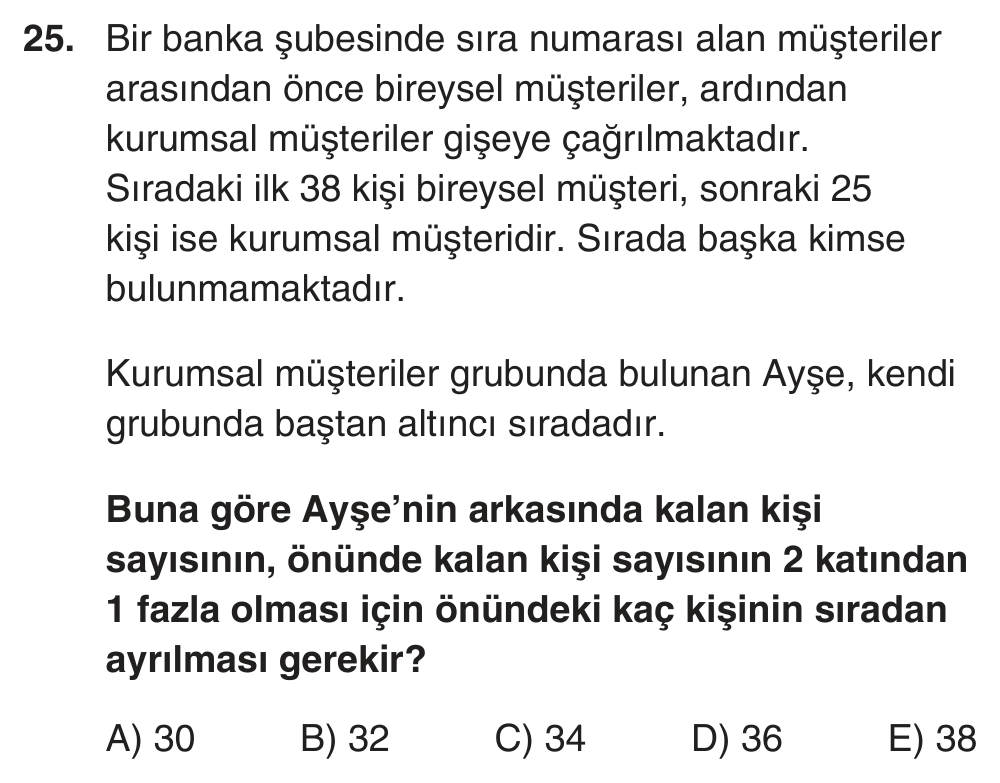 25. Bir banka şubesinde sıra numarası alan müşteriler
arasından önce bireysel müşteriler, ardından
kurumsal müşteriler gişeye çağrılmaktadır.
Sıradaki ilk 38 kişi bireysel müşteri, sonraki 25
kişi ise kurumsal müşteridir. Sırada başka kimse
bulunmamaktadır.
Kurumsal müşteriler grubunda bulunan Ayşe, kendi
grubunda baştan altıncı sıradadır.
Buna göre Ayşe’nin arkasında kalan kişi
sayısının, önünde kalan kişi sayısının 2 katından
1 fazla olması için önündeki kaç kişinin sıradan
ayrılması gerekir?
A) 30 B) 32 C) 34 D) 36 E) 38